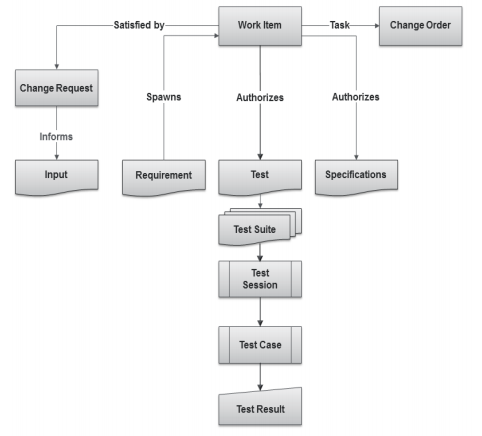 Satisfied by
Work Item
Task
Change Order
Change Request
Spawns
Authorizes
Authorizes
Informs
Input
Requirement
Test
Specifications
Test Suite
Test
Session
Test Case
Test Result